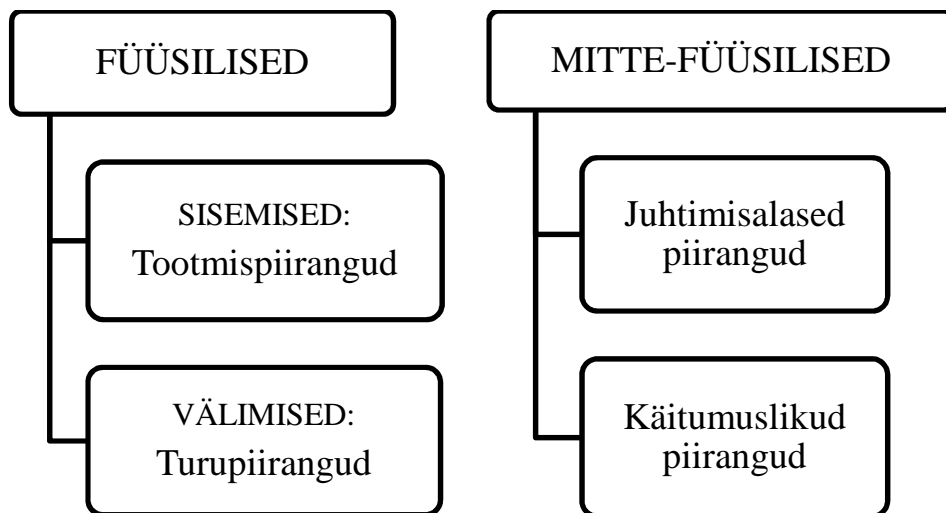 FÜÜSILISED
SISEMISED:
Tootmispiirangud
VÄLIMISED:
Turupiirangud
MITTE-FÜÜSILISED
Juhtimisalased
piirangud
Käitumuslikud
piirangud